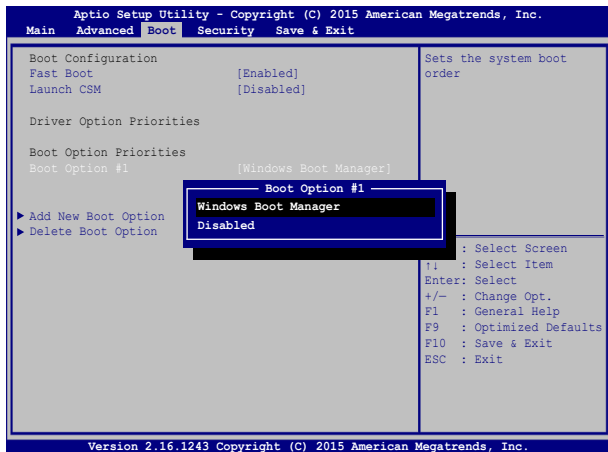 Aptio Setup Utility - Copyright (C) 2015 American Megatrends, Inc.
Main Advanced Boot Security Save & Exit
Boot Configuration
Fast Boot [Enabled]
Launch CSM [Disabled]
Driver Option Priorities
Boot Option Priorities
Boot Option #1 [Windows Boot Manager]
Boot Option #1
Windows Boot Manager
Disabled
Add New Boot Option
Delete Boot Option
Sets the system boot
order
: Select Screen
↑↓ : Select Item
Enter: Select
+/— : Change Opt.
F1 : General Help
F9 : Optimized Defaults
F10 : Save & Exit
ESC : Exit
Version 2.16.1243 Copyright (C) 2015 American Megatrends, Inc.